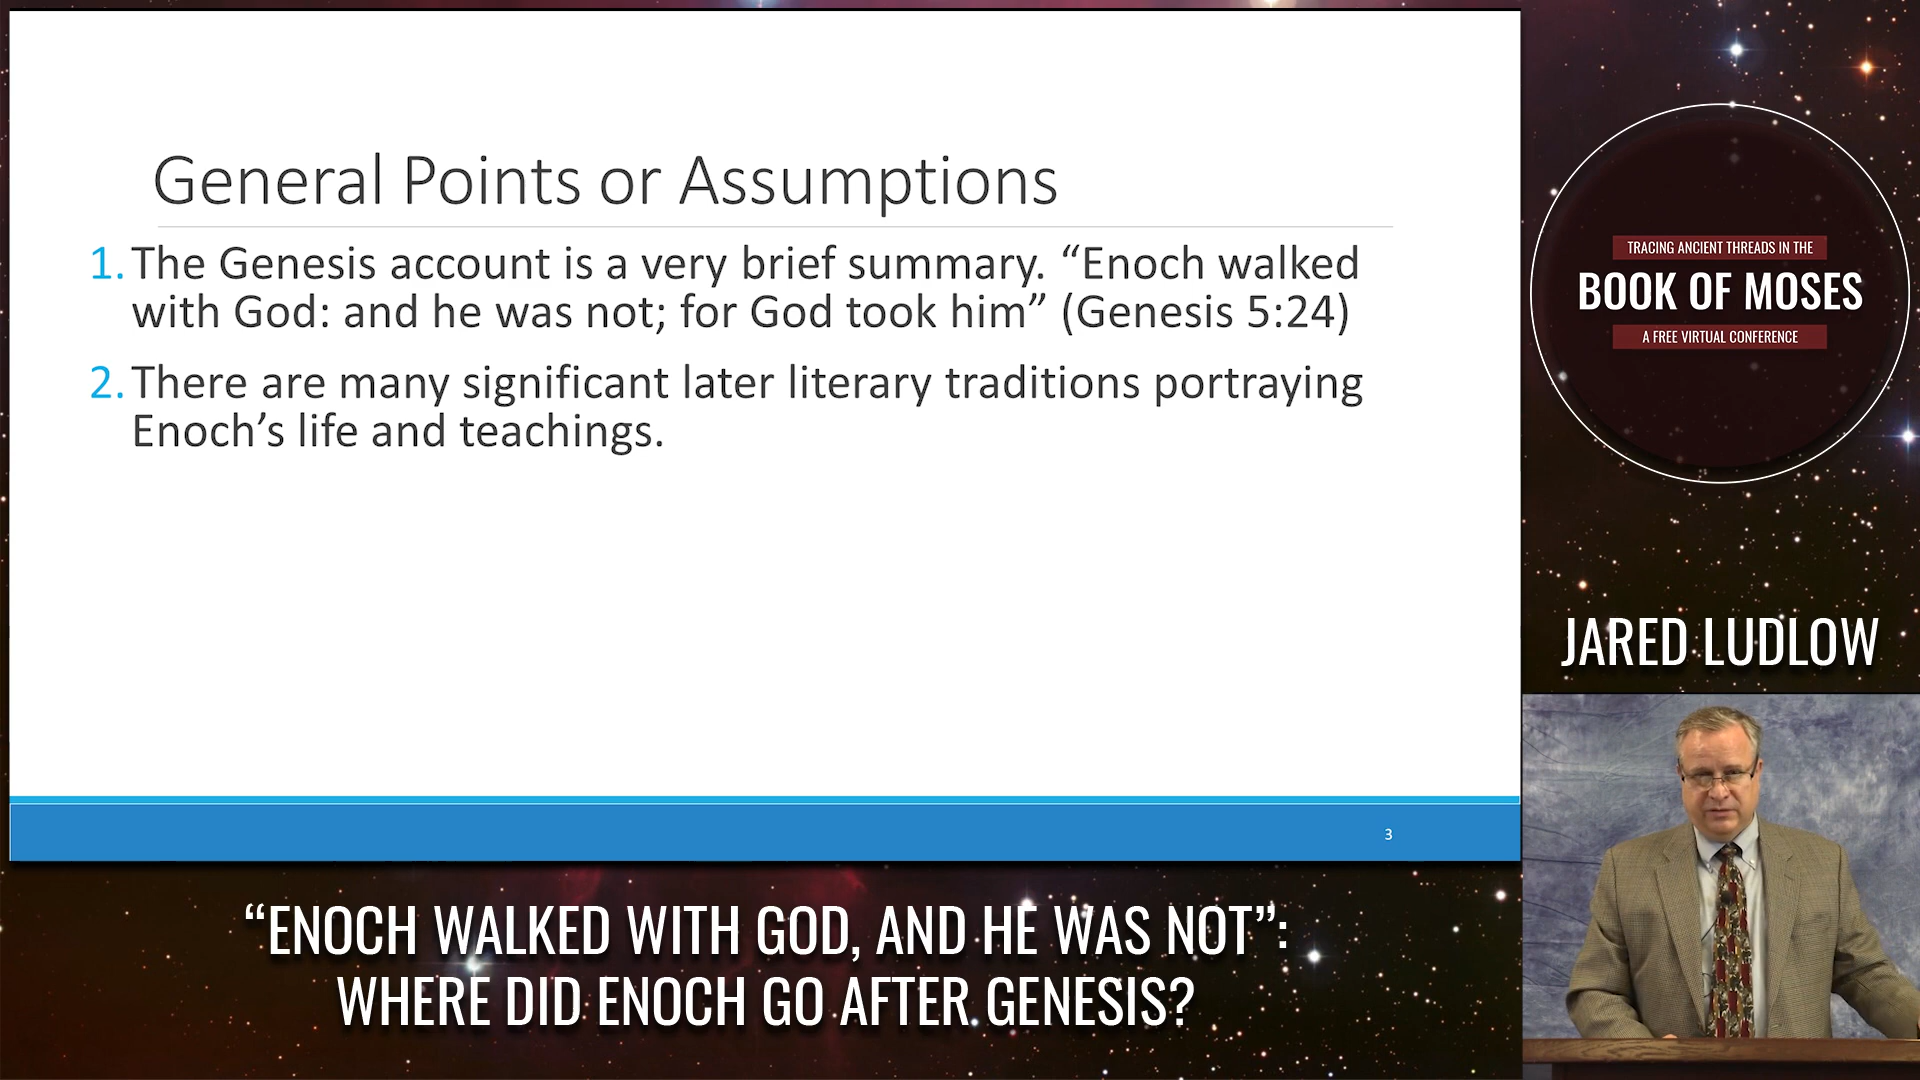 General Points or Assumptions
1. The Genesis account is a very brief summary. “Enoch walked
with God: and he was not; for God took him” (Genesis 5:24)
2. There are many significant later literary traditions portraying
Enoch’s life and teachings.
3
“ENOCH WALKED WITH GOD, AND HE WAS NOT”:
WHERE DID ENOCH GO AFTER GENESIS?
TRACING ANCIENT THREADS IN THE
BOOK OF MOSES
A FREE VIRTUAL CONFERENCE
JARED LUDLOW